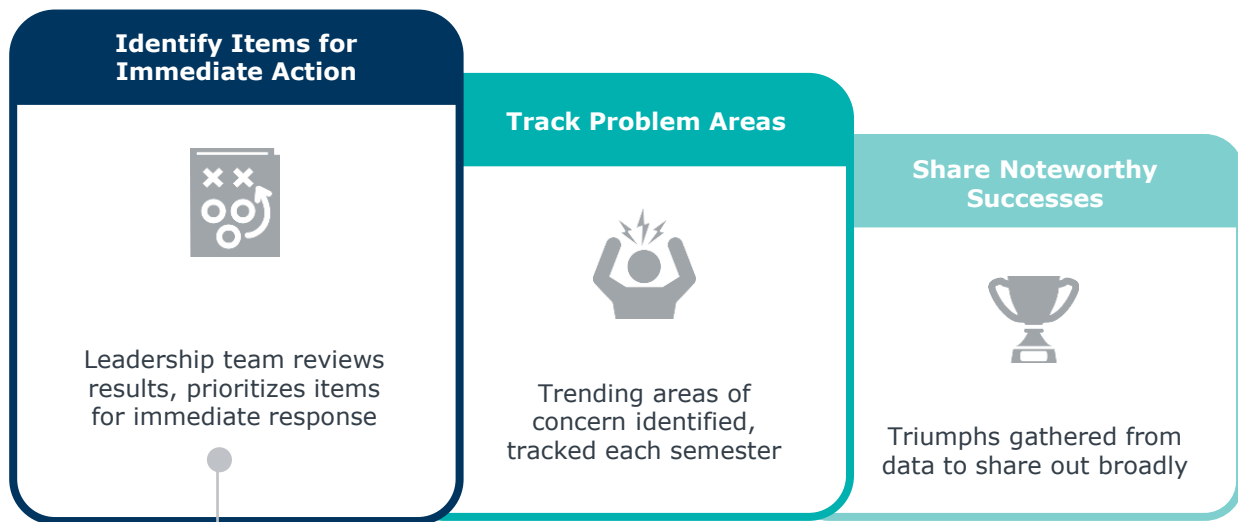 Identify Items for
Immediate Action
Leadership team reviews
results, prioritizes items
for immediate response
Track Problem Areas
Trending areas of
concern identified,
tracked each semester
Share Noteworthy
Successes
Triumphs gathered from
data to share out broadly